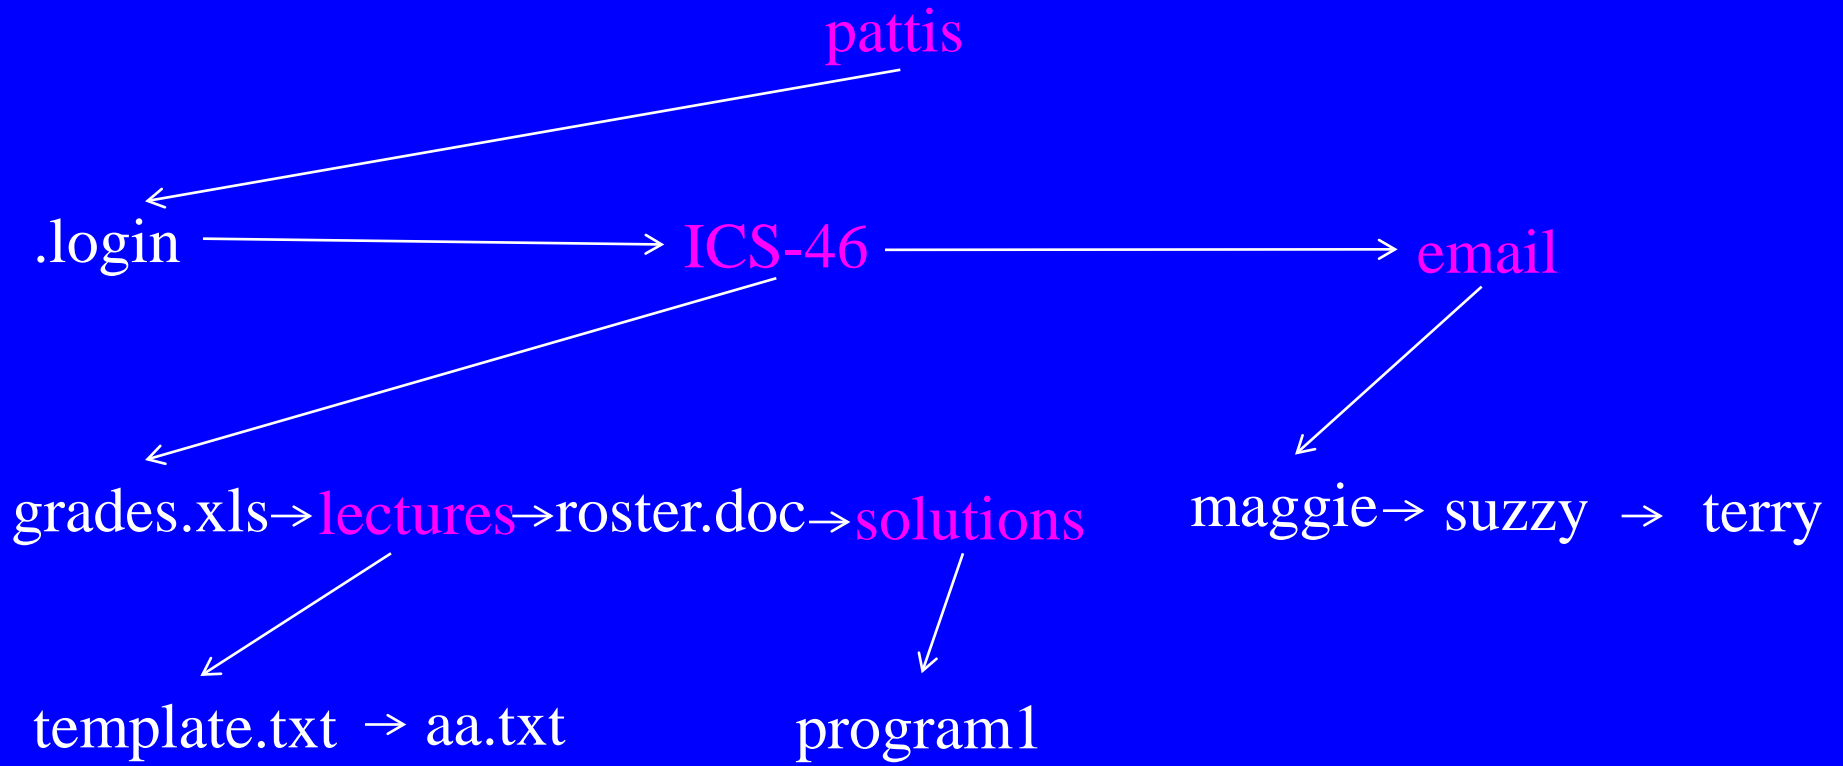 pattis
.login ICS-46 email
grades.xls lectures roster.doc solutions maggie suzzy terry
template.txt aa.txt program1